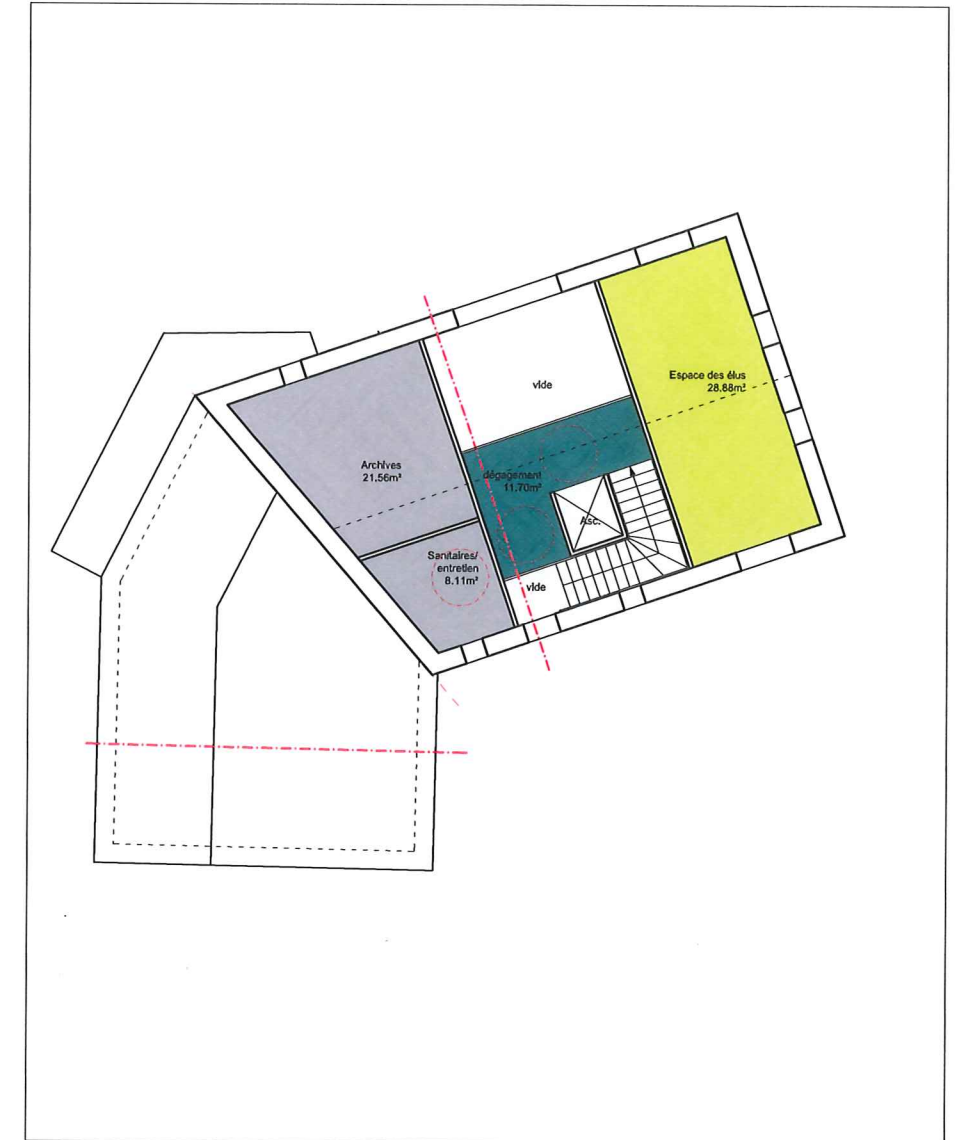 vide
Espace des élus
28.88m²
Archives
21.56m²
dégagement
11.70m²
Asc.
Sanitaires/
entretien
8.11m²
vide